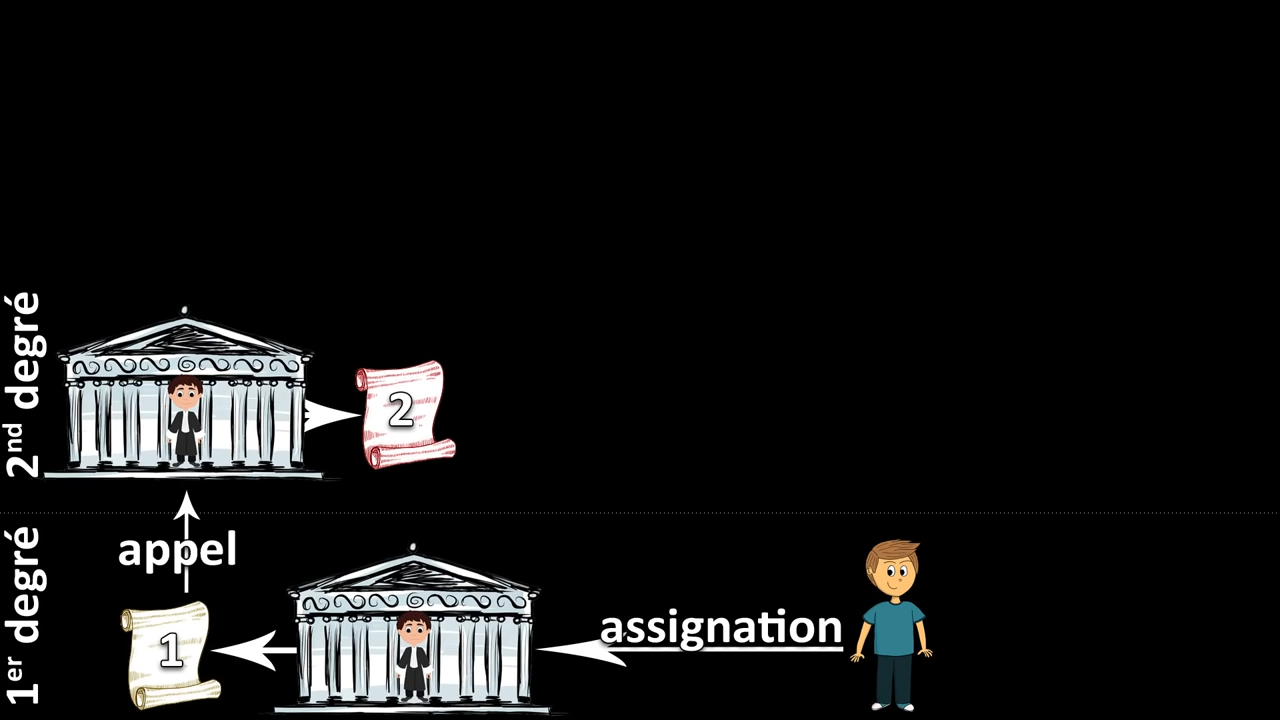 2nd degré
2
appel
1er degré
1
assignation